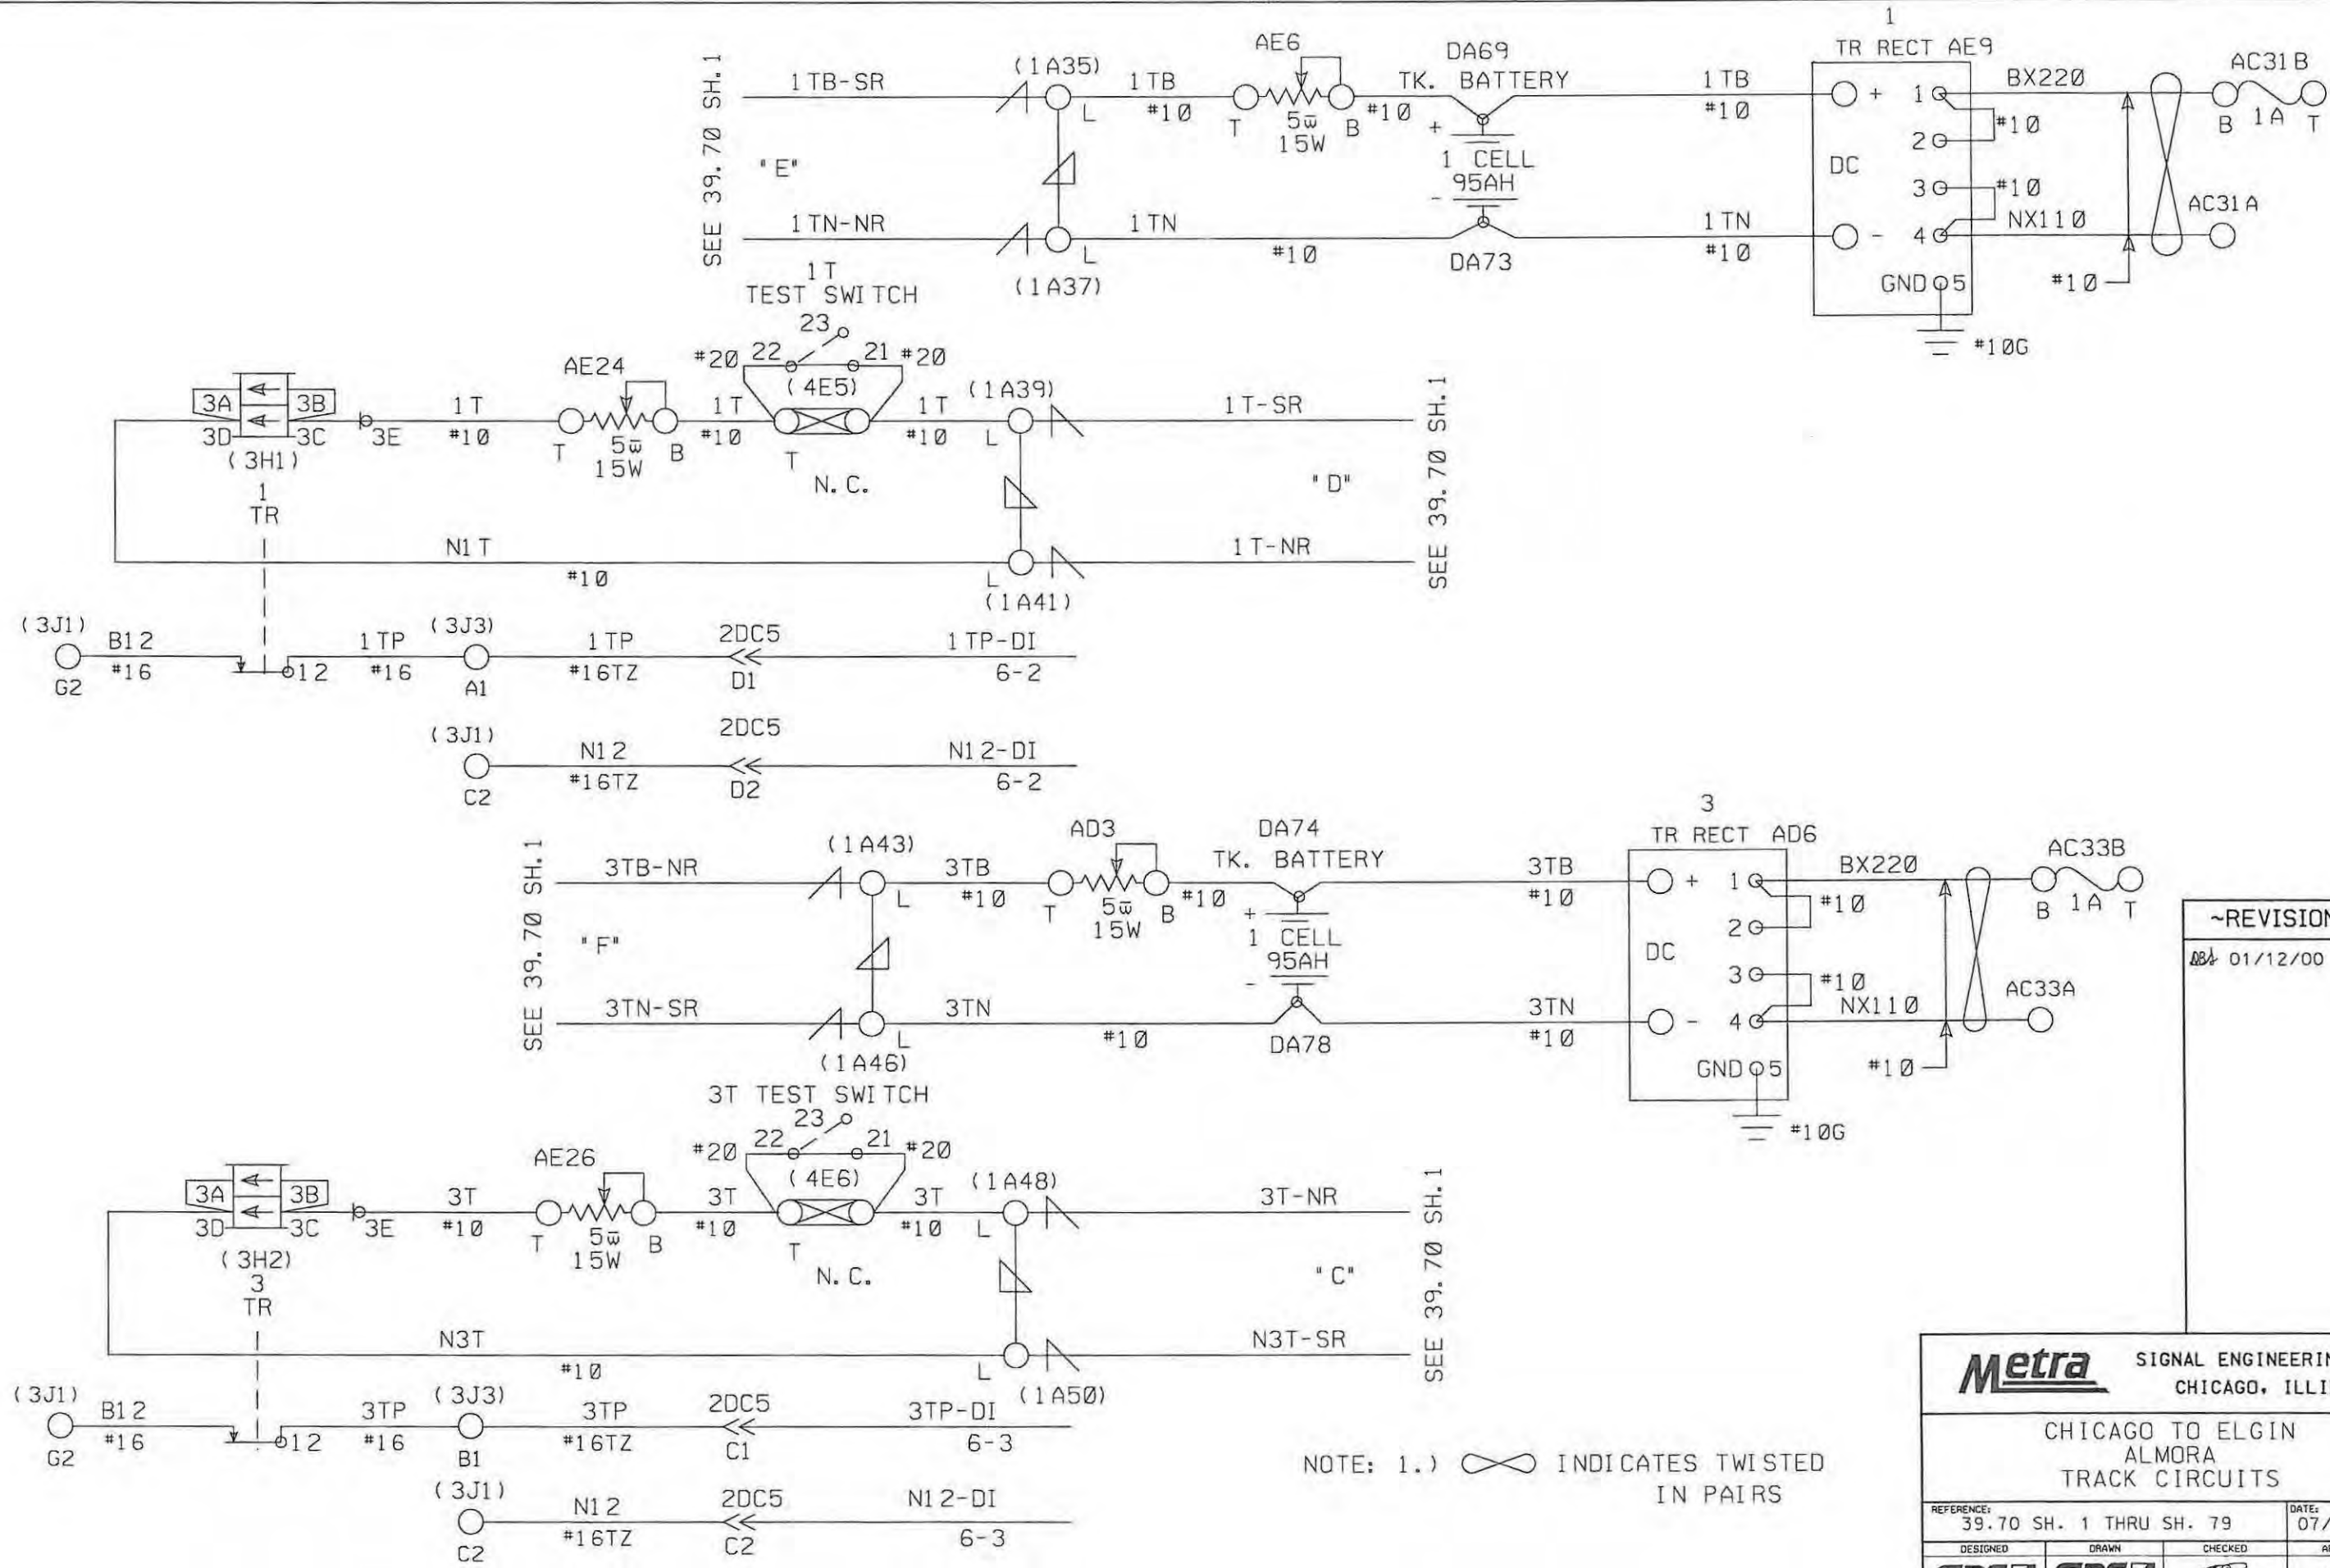 SEE 39.70 SH.1
1TB-SR
(1A35)
L
1TB
#10
AE6
T
5ω
15W
B
#10
DA69
TK. BATTERY
+
1 CELL
95AH
-
1TB
#10
1
TR RECT AE9
+
1
BX220
AC31B
B
1A
T
#10
2
DC
"E"
3
#10
1TN-NR
L
(1A37)
1TN
#10
DA73
1TN
#10
-
4
NX110
AC31A
GND
5
#10
#10G
1T
TEST SWITCH
23
#20
22
21
#20
(4E5)
3A
3B
3D
3C
3E
(3H1)
1
TR
1T
#10
AE24
T
5ω
15W
B
1T
#10
T
N.C.
1T
#10
(1A39)
L
1T-SR
"D"
SEE 39.70 SH.1
N1T
#10
L
(1A41)
1T-NR
(3J1)
G2
B12
#16
12
1TP
#16
(3J3)
A1
1TP
#16TZ
2DC5
D1
1TP-DI
6-2
(3J1)
C2
N12
#16TZ
2DC5
D2
N12-DI
6-2
SEE 39.70 SH.1
3TB-NR
(1A43)
L
3TB
#10
AD3
T
5ω
15W
B
#10
DA74
TK. BATTERY
+
1 CELL
95AH
-
3TB
#10
3
TR RECT AD6
+
1
BX220
AC33B
B
1A
T
#10
2
DC
"F"
3
#10
3TN-SR
L
(1A46)
3TN
#10
DA78
3TN
#10
-
4
NX110
AC33A
GND
5
#10
#10G
3T TEST SWITCH
23
#20
22
21
#20
(4E6)
3A
3B
3D
3C
3E
(3H2)
3
TR
3T
#10
AE26
T
5ω
15W
B
3T
#10
T
N.C.
3T
#10
(1A48)
L
3T-NR
"C"
SEE 39.70 SH.1
N3T
#10
L
(1A50)
N3T-SR
(3J1)
G2
B12
#16
12
3TP
#16
(3J3)
B1
3TP
#16TZ
2DC5
C1
3TP-DI
6-3
(3J1)
C2
N12
#16TZ
2DC5
C2
N12-DI
6-3
NOTE: 1.) INDICATES TWISTED
IN PAIRS
~REVISION
01/12/00
Metra
SIGNAL ENGINEERIN
CHICAGO, ILLI
CHICAGO TO ELGIN
ALMORA
TRACK CIRCUITS
REFERENCE:
39.70 SH. 1 THRU SH. 79
DATE:
07/
DESIGNED
DRAWN
CHECKED